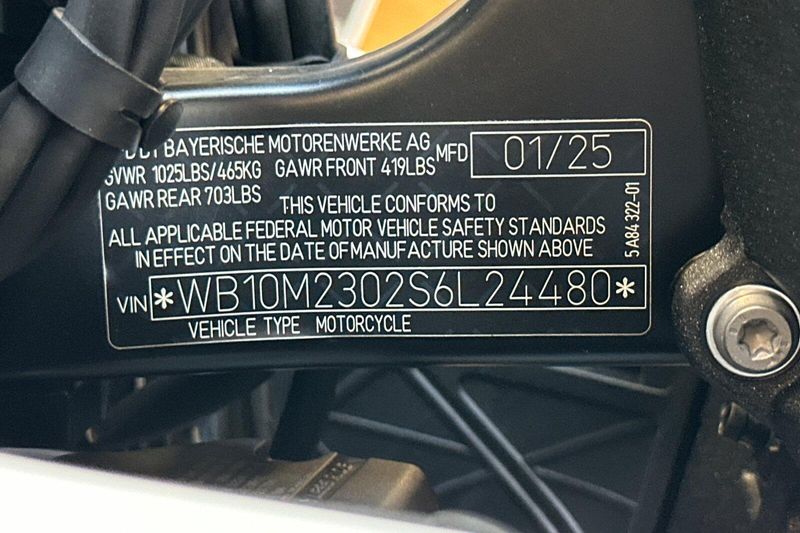 BAYERISCHE MOTORENWERKE AG
GVWR 1025LBS/465KG GAWR FRONT 419LBS
GAWR REAR 703LBS
MFD 01/25
THIS VEHICLE CONFORMS TO
ALL APPLICABLE FEDERAL MOTOR VEHICLE SAFETY STANDARDS
IN EFFECT ON THE DATE OF MANUFACTURE SHOWN ABOVE
VIN *WB10M2302S6L24480*
VEHICLE TYPE MOTORCYCLE
5A84 322-01